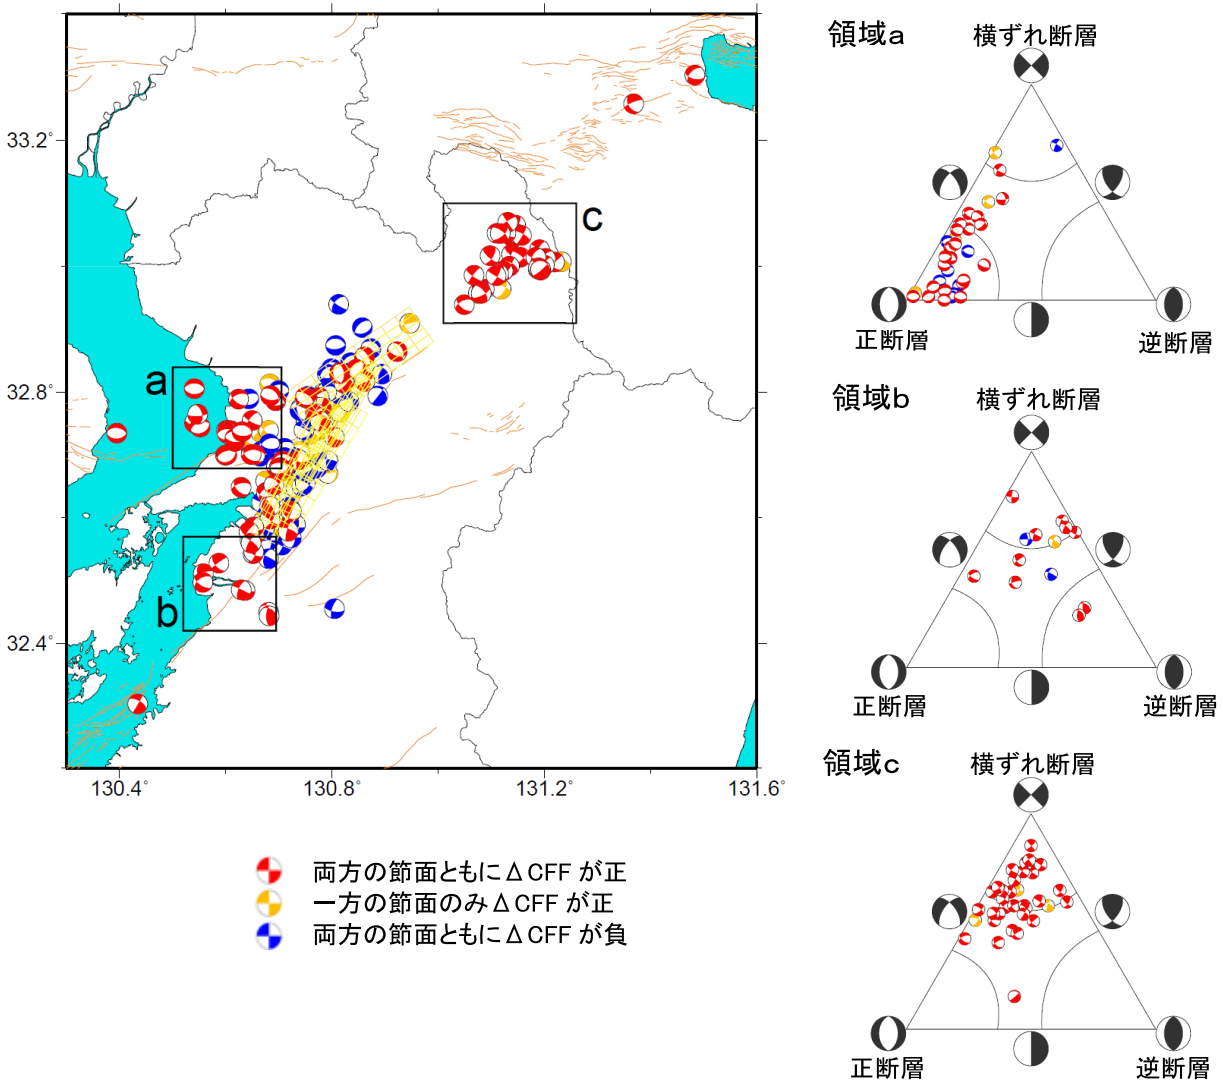 33.2°
32.8°
32.4°
130.4°
130.8°
131.2°
131.6°
a
b
c
両方の節面ともにΔCFFが正
一方の節面のみΔCFFが正
両方の節面ともにΔCFFが負
領域a
横ずれ断層
正断層
逆断層
領域b
横ずれ断層
正断層
逆断層
領域c
横ずれ断層
正断層
逆断層